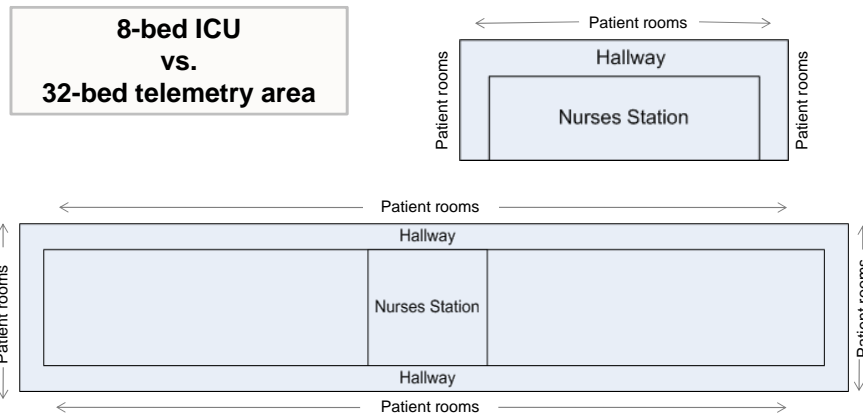 8-bed ICU
vs.
32-bed telemetry area
Patient rooms
Patient rooms
Hallway
Nurses Station
Patient rooms
Patient rooms
Hallway
Patient rooms
Nurses Station
Patient rooms
Hallway
Patient rooms